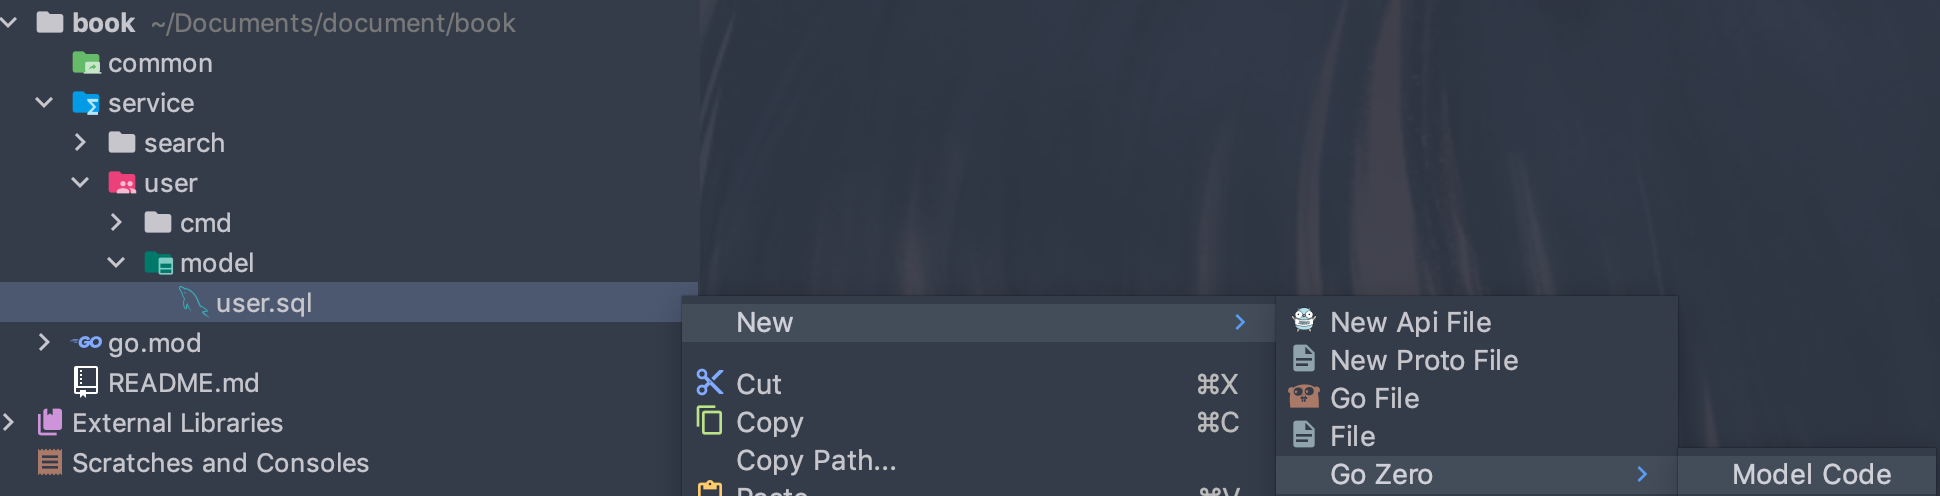 book ~/Documents/document/book
common
service
search
user
cmd
model
user.sql
GO go.mod
README.md
External Libraries
Scratches and Consoles
New
Cut ⌘X
Copy ⌘C
Copy Path...
Paste ⌘V
New Api File
New Proto File
Go File
File
Go Zero
Model Code